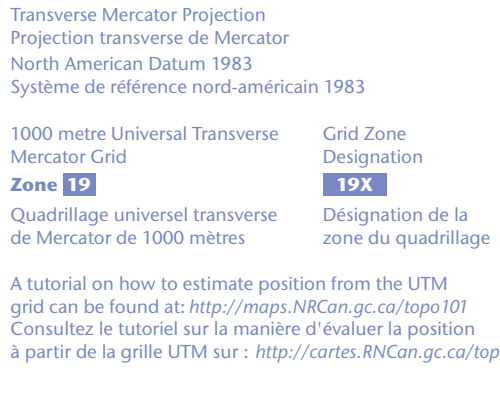 Transverse Mercator Projection
Projection transverse de Mercator
North American Datum 1983
Système de référence nord-américain 1983
1000 metre Universal Transverse
Mercator Grid
Zone 19
Quadrillage universel transverse
de Mercator de 1000 mètres
Grid Zone
Designation
19X
Désignation de la
zone du quadrillage
A tutorial on how to estimate position from the UTM
grid can be found at: http://maps.NRCan.gc.ca/topo101
Consultez le tutoriel sur la manière d'évaluer la position
à partir de la grille UTM sur : http://cartes.RNCan.gc.ca/top